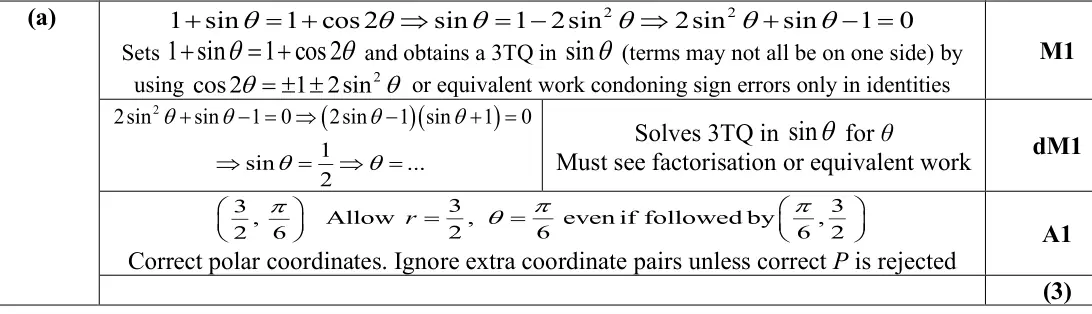 (a)
1 + sin θ = 1 + cos 2θ ⇒ sin θ = 1 − 2sin² θ ⇒ 2sin² θ + sin θ − 1 = 0
Sets 1 + sin θ = 1 + cos 2θ and obtains a 3TQ in sin θ (terms may not all be on one side) by
using cos 2θ = ±1 ± 2sin² θ or equivalent work condoning sign errors only in identities
M1
2sin² θ + sin θ − 1 = 0 ⇒ (2sin θ − 1)(sin θ + 1) = 0
⇒ sin θ = 1/2 ⇒ θ = ...
Solves 3TQ in sin θ for θ
Must see factorisation or equivalent work
dM1
(3/2, π/6) Allow r = 3/2, θ = π/6 even if followed by (π/6, 3/2)
Correct polar coordinates. Ignore extra coordinate pairs unless correct P is rejected
A1
(3)